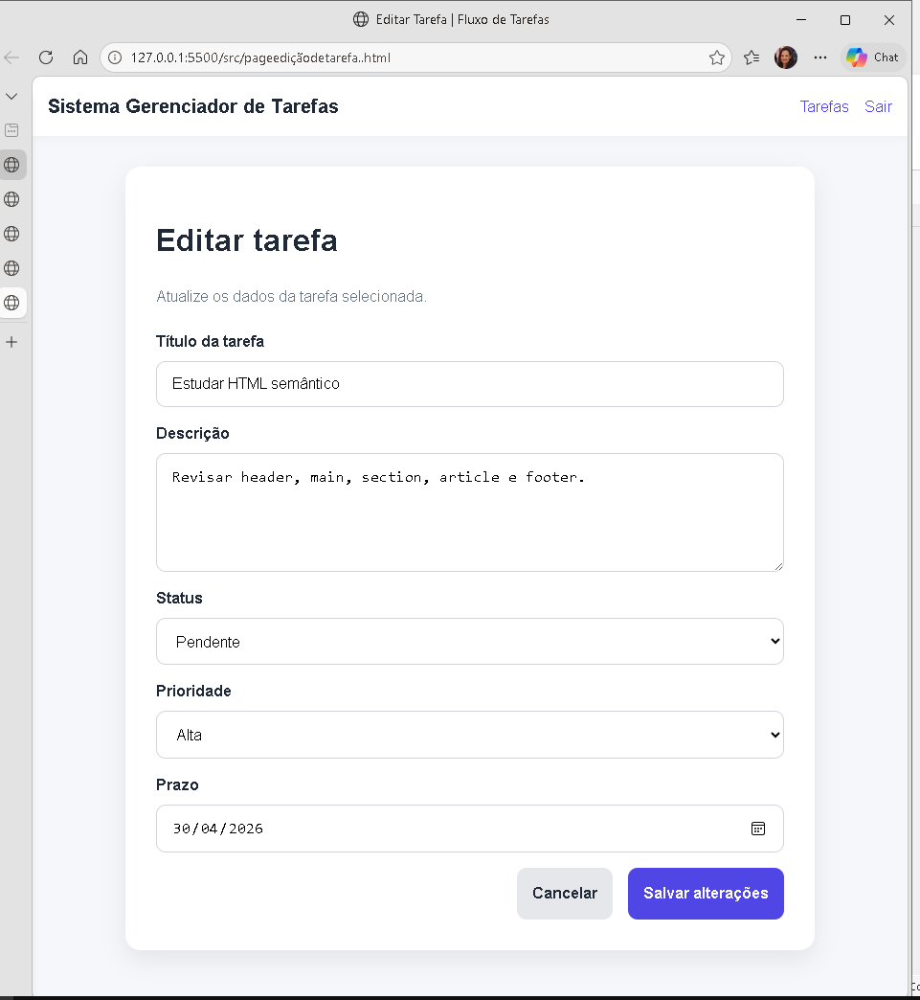 Editar Tarefa | Fluxo de Tarefas
127.0.0.1:5500/src/pageediçãodetarefa..html
Chat
Sistema Gerenciador de Tarefas
Tarefas Sair
Editar tarefa
Atualize os dados da tarefa selecionada.
Título da tarefa
Estudar HTML semântico
Descrição
Revisar header, main, section, article e footer.
Status
Pendente
Prioridade
Alta
Prazo
30/04/2026
Cancelar Salvar alterações